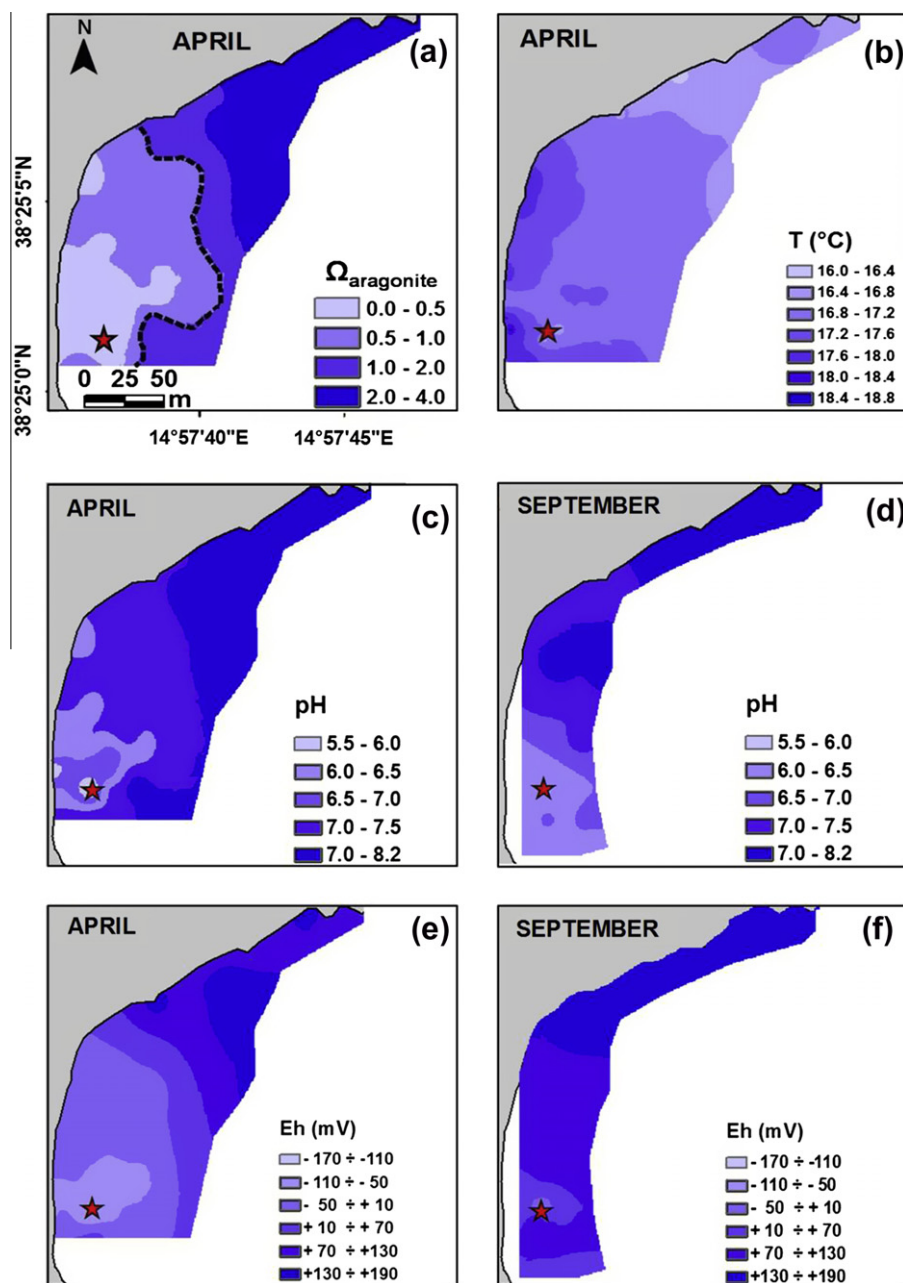 N
APRIL
(a)
38°25'5"N
38°25'0"N
Ωaragonite
0.0 - 0.5
0.5 - 1.0
1.0 - 2.0
2.0 - 4.0
0 25 50
m
14°57'40"E
14°57'45"E
APRIL
(b)
T (°C)
16.0 - 16.4
16.4 - 16.8
16.8 - 17.2
17.2 - 17.6
17.6 - 18.0
18.0 - 18.4
18.4 - 18.8
APRIL
(c)
pH
5.5 - 6.0
6.0 - 6.5
6.5 - 7.0
7.0 - 7.5
7.0 - 8.2
SEPTEMBER
(d)
pH
5.5 - 6.0
6.0 - 6.5
6.5 - 7.0
7.0 - 7.5
7.0 - 8.2
APRIL
(e)
Eh (mV)
- 170 ÷ -110
- 110 ÷ - 50
- 50 ÷ + 10
+ 10 ÷ + 70
+ 70 ÷ +130
+130 ÷ +190
SEPTEMBER
(f)
Eh (mV)
- 170 ÷ -110
- 110 ÷ - 50
- 50 ÷ + 10
+ 10 ÷ + 70
+ 70 ÷ +130
+130 ÷ +190